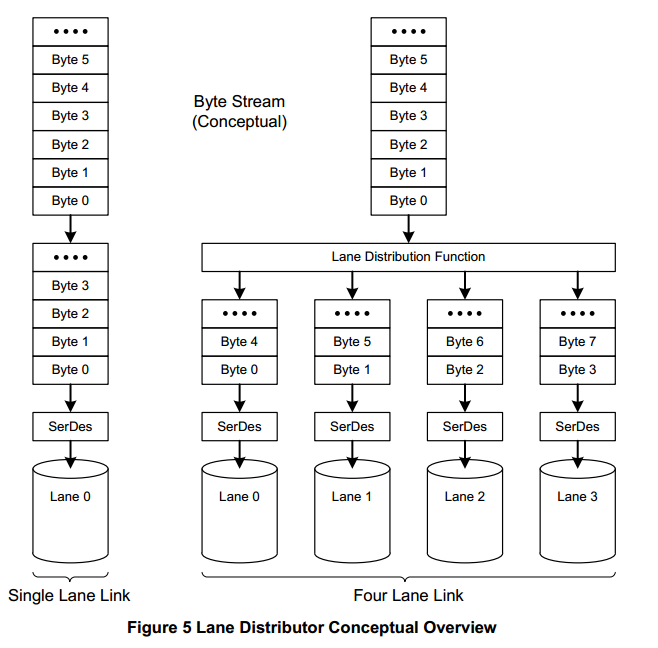 ••••
Byte 5
Byte 4
Byte 3
Byte 2
Byte 1
Byte 0
Byte Stream
(Conceptual)
••••
Byte 5
Byte 4
Byte 3
Byte 2
Byte 1
Byte 0
••••
Byte 3
Byte 2
Byte 1
Byte 0
SerDes
Lane 0
Single Lane Link
Lane Distribution Function
•••• •••• •••• ••••
Byte 4 Byte 5 Byte 6 Byte 7
Byte 0 Byte 1 Byte 2 Byte 3
SerDes SerDes SerDes SerDes
Lane 0 Lane 1 Lane 2 Lane 3
Four Lane Link
Figure 5 Lane Distributor Conceptual Overview